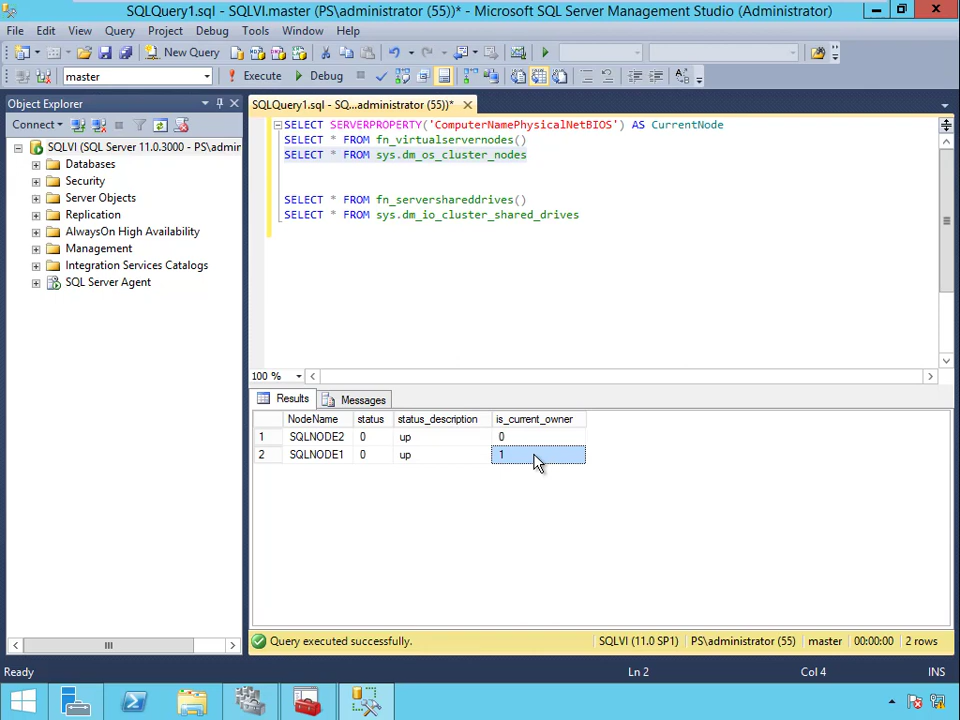 SQLQuery1.sql - SQLVI.master (PS\administrator (55))* - Microsoft SQL Server Management Studio (Administrator)
File Edit View Query Project Debug Tools Window Help
New Query
master Execute Debug
Object Explorer
SQLQuery1.sql - SQ...administrator (55))*
Connect
SQLVI (SQL Server 11.0.3000 - PS\admin
Databases
Security
Server Objects
Replication
AlwaysOn High Availability
Management
Integration Services Catalogs
SQL Server Agent
SELECT SERVERPROPERTY('ComputerNamePhysicalNetBIOS') AS CurrentNode
SELECT * FROM fn_virtualservernodes()
SELECT * FROM sys.dm_os_cluster_nodes
SELECT * FROM fn_servershareddrives()
SELECT * FROM sys.dm_io_cluster_shared_drives
100 %
Results Messages
NodeName status status_description is_current_owner
1 SQLNODE2 0 up 0
2 SQLNODE1 0 up 1
Query executed successfully. SQLVI (11.0 SP1) PS\administrator (55) master 00:00:00 2 rows
Ready Ln 2 Col 4 INS